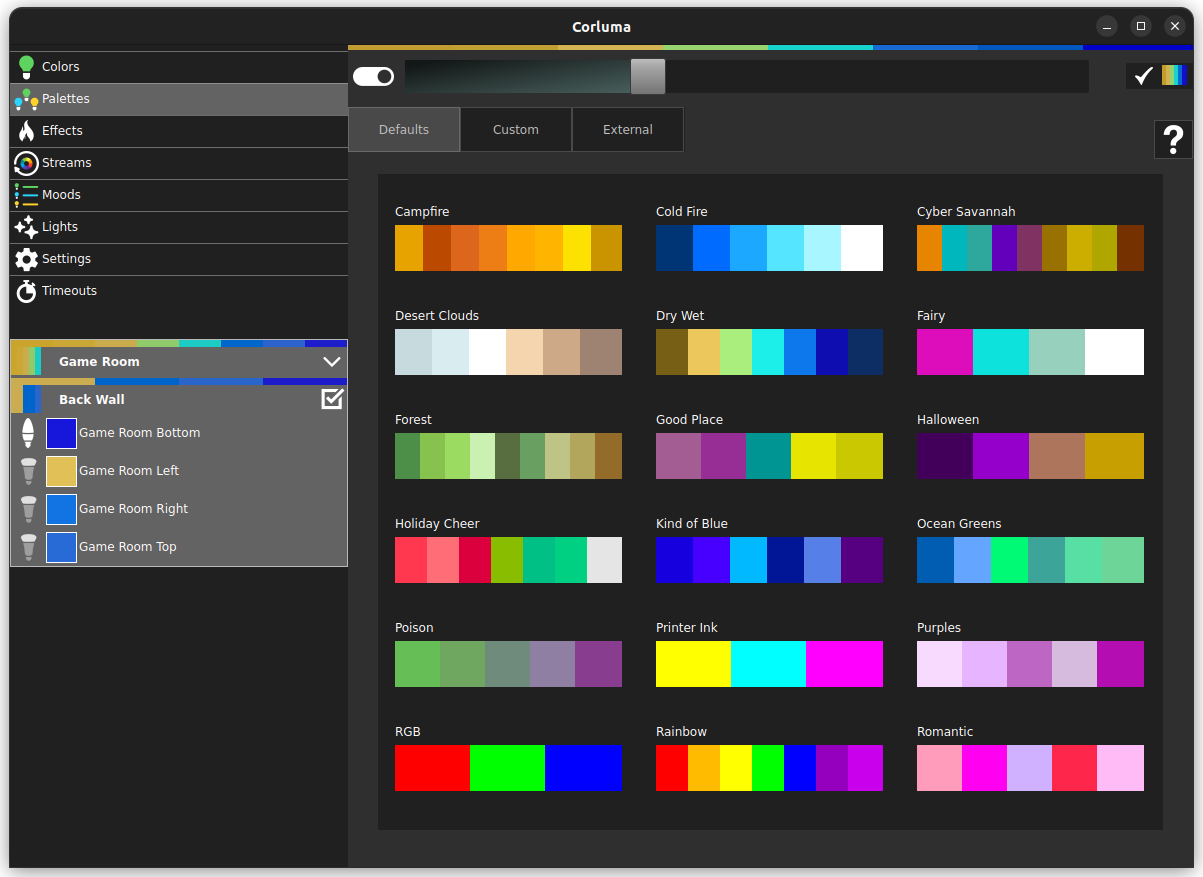 Corluma
Colors
Palettes
Effects
Streams
Moods
Lights
Settings
Timeouts
Game Room
Back Wall
Game Room Bottom
Game Room Left
Game Room Right
Game Room Top
Defaults Custom External
?
Campfire Cold Fire Cyber Savannah
Desert Clouds Dry Wet Fairy
Forest Good Place Halloween
Holiday Cheer Kind of Blue Ocean Greens
Poison Printer Ink Purples
RGB Rainbow Romantic